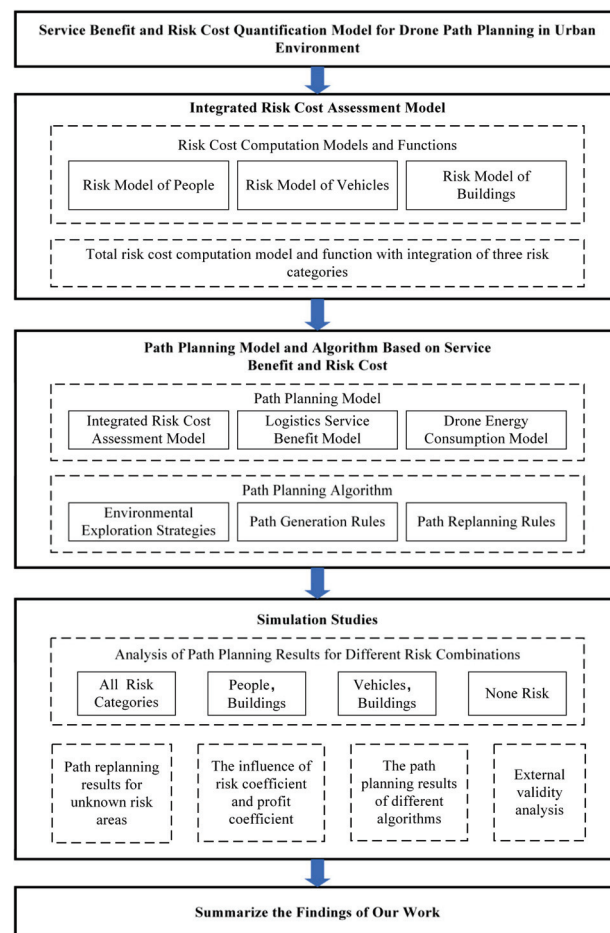 Service Benefit and Risk Cost Quantification Model for Drone Path Planning in Urban
Environment
Integrated Risk Cost Assessment Model
Risk Cost Computation Models and Functions
Risk Model of People
Risk Model of Vehicles
Risk Model of
Buildings
Total risk cost computation model and function with integration of three risk
categories
Path Planning Model and Algorithm Based on Service
Benefit and Risk Cost
Path Planning Model
Integrated Risk Cost
Assessment Model
Logistics Service
Benefit Model
Drone Energy
Consumption Model
Path Planning Algorithm
Environmental
Exploration Strategies
Path Generation Rules
Path Replanning Rules
Simulation Studies
Analysis of Path Planning Results for Different Risk Combinations
All Risk
Categories
People,
Buildings
Vehicles,
Buildings
None Risk
Path replanning
results for
unknown risk
areas
The influence of
risk coefficient
and profit
coefficient
The path
planning results
of different
algorithms
External
validity
analysis
Summarize the Findings of Our Work